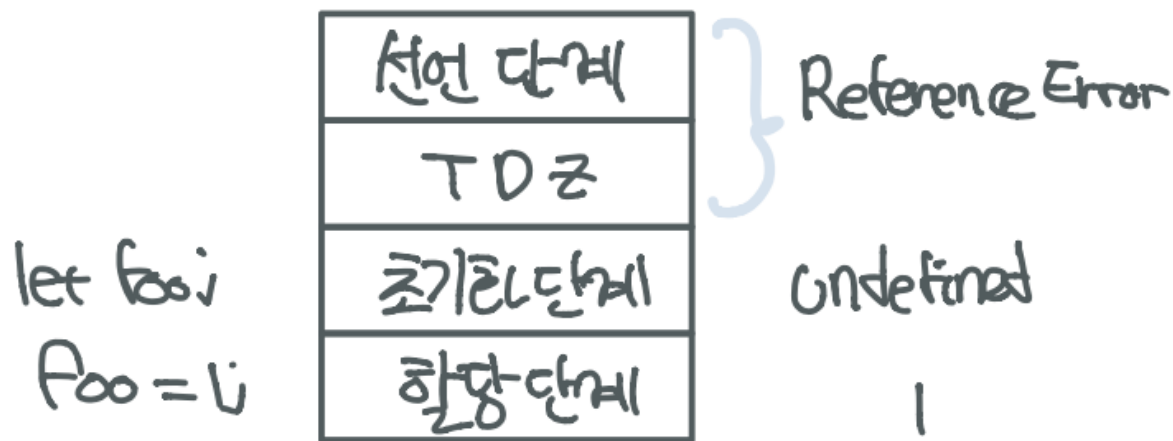 선언 단계
Reference Error
TDZ
let foo; 초기화 단계 undefined
foo = 1; 할당 단계 1